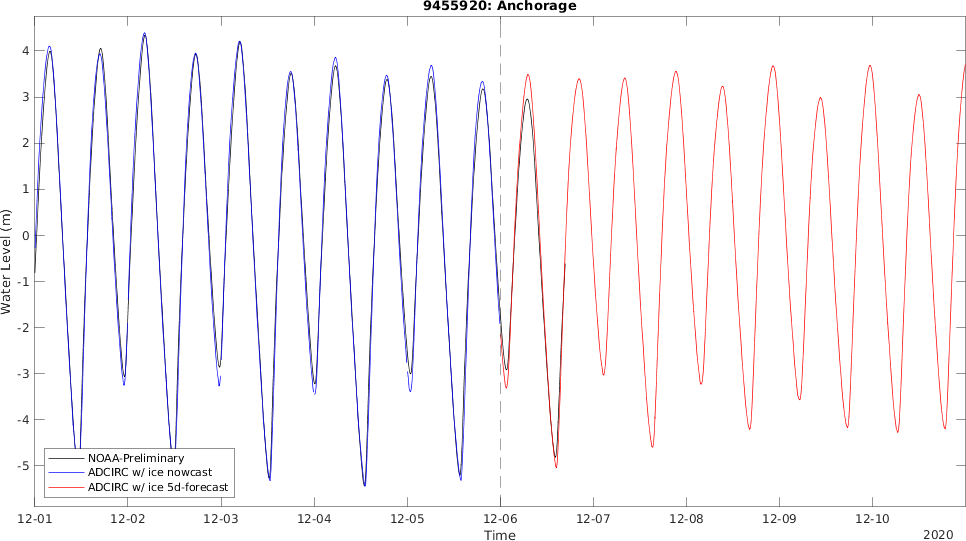 9455920: Anchorage
4
3
2
1
0
-1
-2
-3
-4
-5
Water Level (m)
NOAA-Preliminary
ADCIRC w/ ice nowcast
ADCIRC w/ ice 5d-forecast
12-01 12-02 12-03 12-04 12-05 12-06 12-07 12-08 12-09 12-10
Time
2020